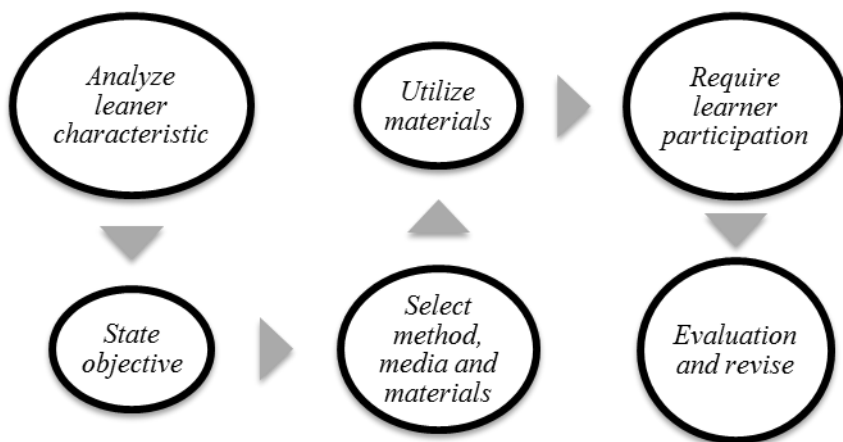 Analyze
leaner
characteristic
State
objective
Select
method,
media and
materials
Utilize
materials
Require
learner
participation
Evaluation
and revise